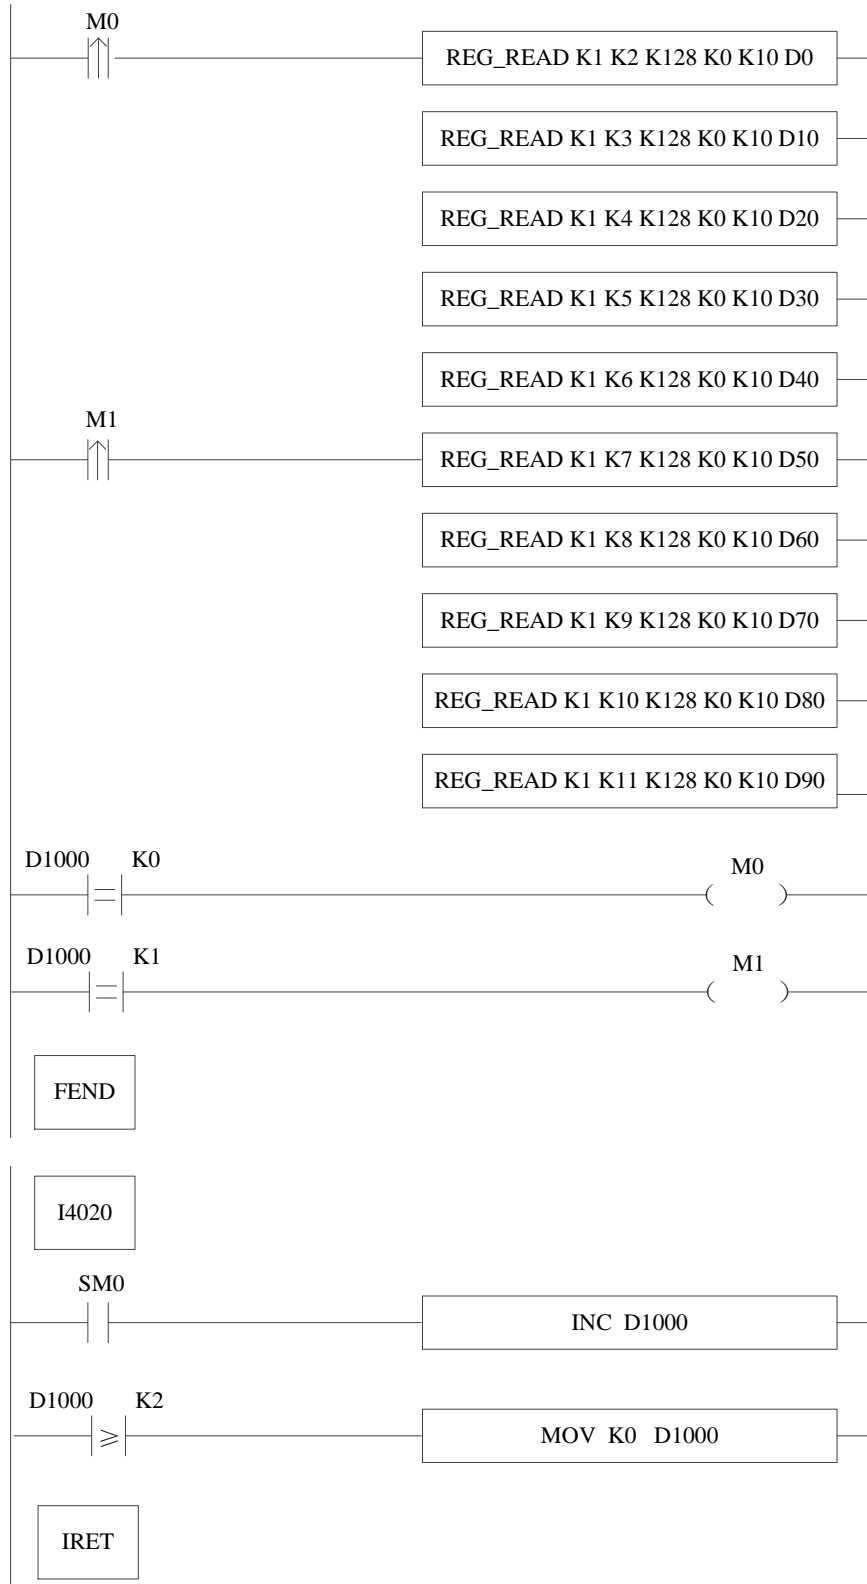 M0
REG_READ K1 K2 K128 K0 K10 D0
REG_READ K1 K3 K128 K0 K10 D10
REG_READ K1 K4 K128 K0 K10 D20
REG_READ K1 K5 K128 K0 K10 D30
REG_READ K1 K6 K128 K0 K10 D40
M1
REG_READ K1 K7 K128 K0 K10 D50
REG_READ K1 K8 K128 K0 K10 D60
REG_READ K1 K9 K128 K0 K10 D70
REG_READ K1 K10 K128 K0 K10 D80
REG_READ K1 K11 K128 K0 K10 D90
D1000 K0 M0
=
D1000 K1 M1
=
FEND
I4020
SM0
INC D1000
D1000 K2
⩾ MOV K0 D1000
IRET